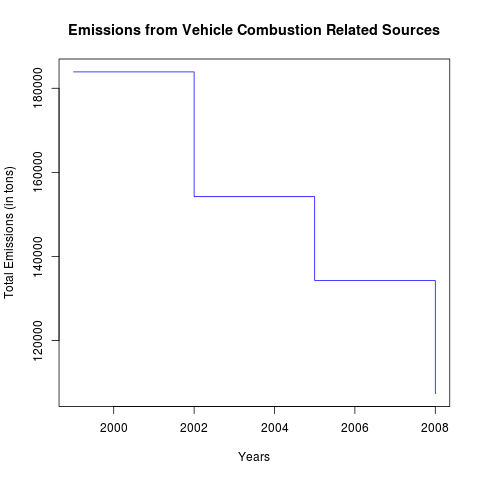 Emissions from Vehicle Combustion Related Sources
Total Emissions (in tons)
180000
160000
140000
120000
2000 2002 2004 2006 2008
Years